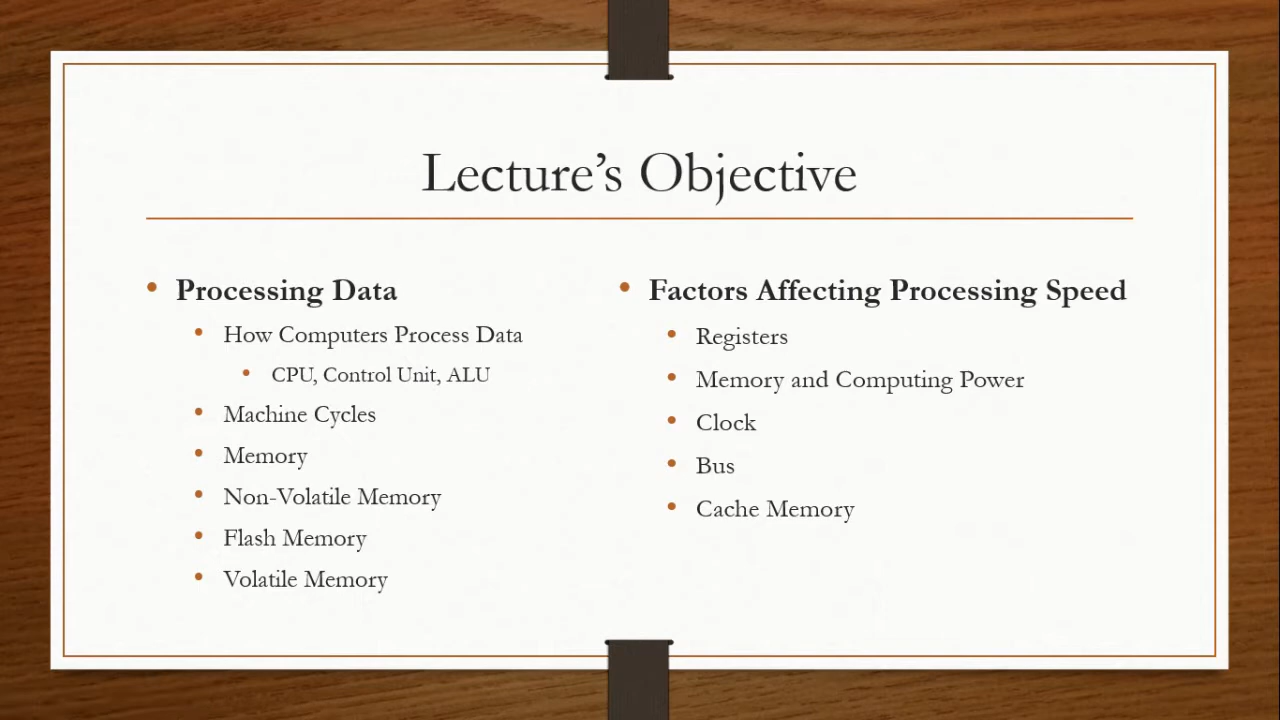 Lecture’s Objective
• Processing Data
• How Computers Process Data
• CPU, Control Unit, ALU
• Machine Cycles
• Memory
• Non-Volatile Memory
• Flash Memory
• Volatile Memory
• Factors Affecting Processing Speed
• Registers
• Memory and Computing Power
• Clock
• Bus
• Cache Memory